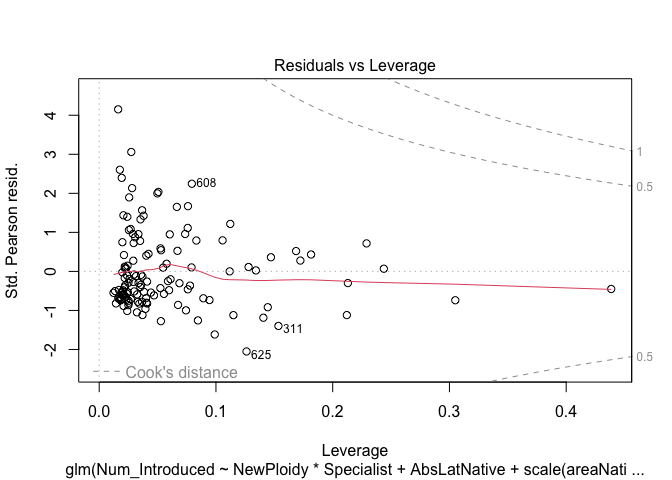 Residuals vs Leverage
Std. Pearson resid.
4
3
2
1
0
-1
-2
608
311
625
1
0.5
0.5
Cook's distance
0.0 0.1 0.2 0.3 0.4
Leverage
glm(Num_Introduced ~ NewPloidy * Specialist + AbsLatNative + scale(areaNati ...